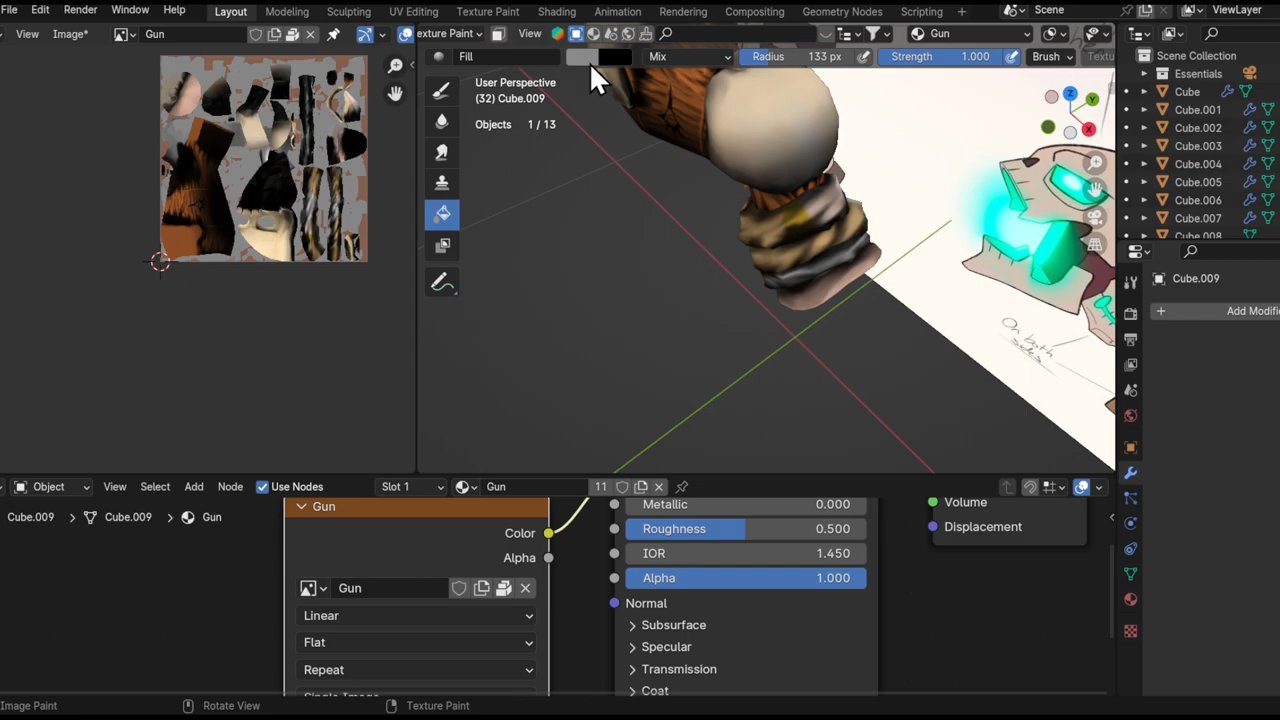 File Edit Render Window Help Layout Modeling Sculpting UV Editing Texture Paint Shading Animation Rendering Compositing Geometry Nodes Scripting + Scene ViewLayer
View Image* Gun exture Paint View Gun
Fill Mix Radius 133 px Strength 1.000 Brush Textu
Scene Collection
Essentials
Cube
Cube.001
Cube.002
Cube.003
Cube.004
Cube.005
Cube.006
Cube.007
Cube.008
User Perspective
(32) Cube.009
Objects 1 / 13
Z
Y
X
On both
sides
Cube.009
Add Modifi
Object View Select Add Node Use Nodes Slot 1 Gun 11
Cube.009 > Cube.009 > Gun
Gun
Color
Alpha
Gun
Linear
Flat
Repeat
Single Image
Metallic 0.000
Roughness 0.500
IOR 1.450
Alpha 1.000
Normal
Subsurface
Specular
Transmission
Coat
Volume
Displacement
Image Paint Rotate View Texture Paint